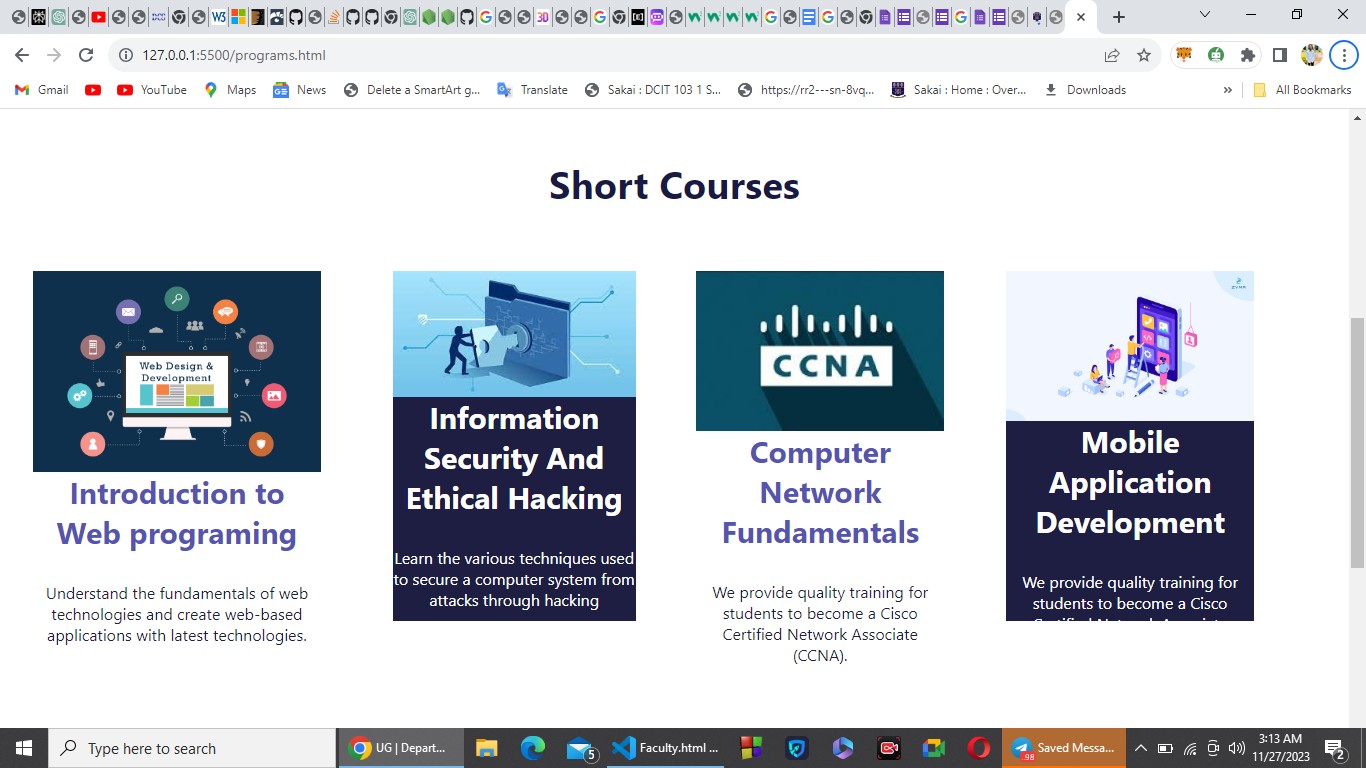 127.0.0.1:5500/programs.html
Gmail
YouTube
Maps
News
Delete a SmartArt g...
Translate
Sakai : DCIT 103 1 S...
https://rr2---sn-8vq...
Sakai : Home : Over...
Downloads
»
All Bookmarks
Short Courses
Web Design &
Development
Introduction to
Web programing
Understand the fundamentals of web
technologies and create web-based
applications with latest technologies.
Information
Security And
Ethical Hacking
Learn the various techniques used
to secure a computer system from
attacks through hacking
CCNA
Computer
Network
Fundamentals
We provide quality training for
students to become a Cisco
Certified Network Associate
(CCNA).
Mobile
Application
Development
We provide quality training for
students to become a Cisco
Certified Network Associate
Type here to search
UG | Depart...
5
Faculty.html ...
98
Saved Messa...
3:13 AM
11/27/2023
2